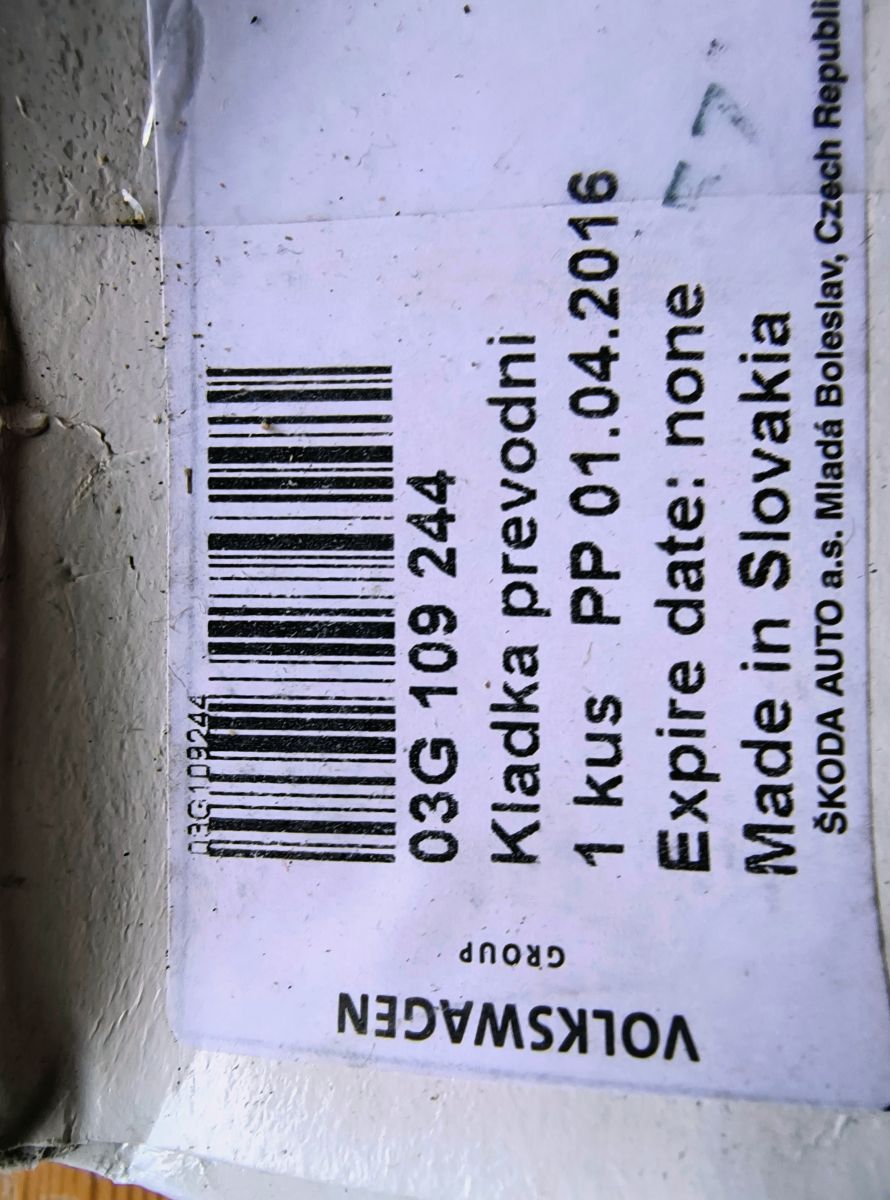 VOLKSWAGEN
GROUP
03G109244
03G 109 244
Kladka prevodni
1 kus PP 01.04.2016
Expire date: none
Made in Slovakia
ŠKODA AUTO a.s. Mladá Boleslav, Czech Republi